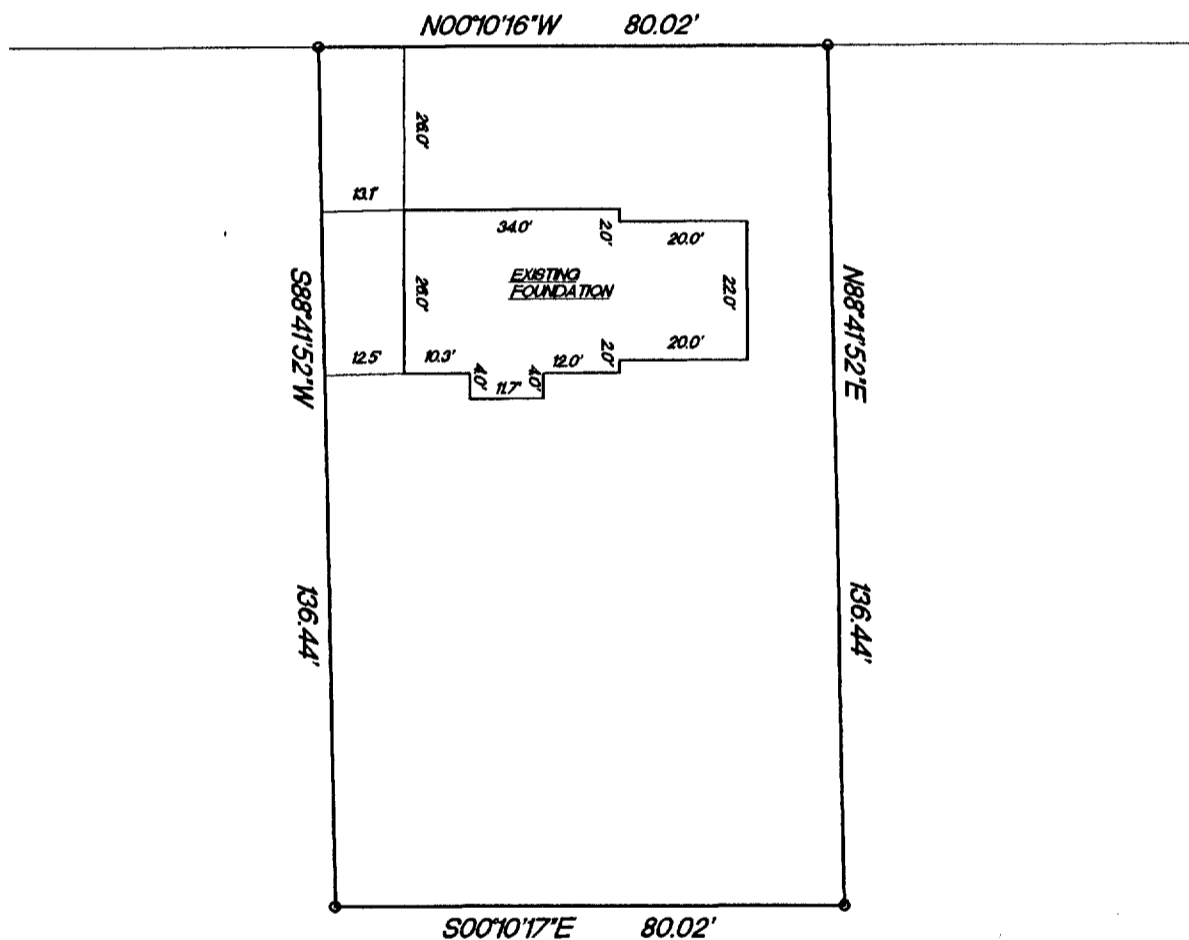 N00°10'16"W 80.02'
26.0'
13.1'
34.0'
2.0'
20.0'
EXISTING
FOUNDATION
26.0'
22.0'
S88°41'52"W
N88°41'52"E
12.5'
10.3'
4.0'
11.7'
4.0'
12.0'
2.0'
20.0'
136.44'
136.44'
S00°10'17"E 80.02'